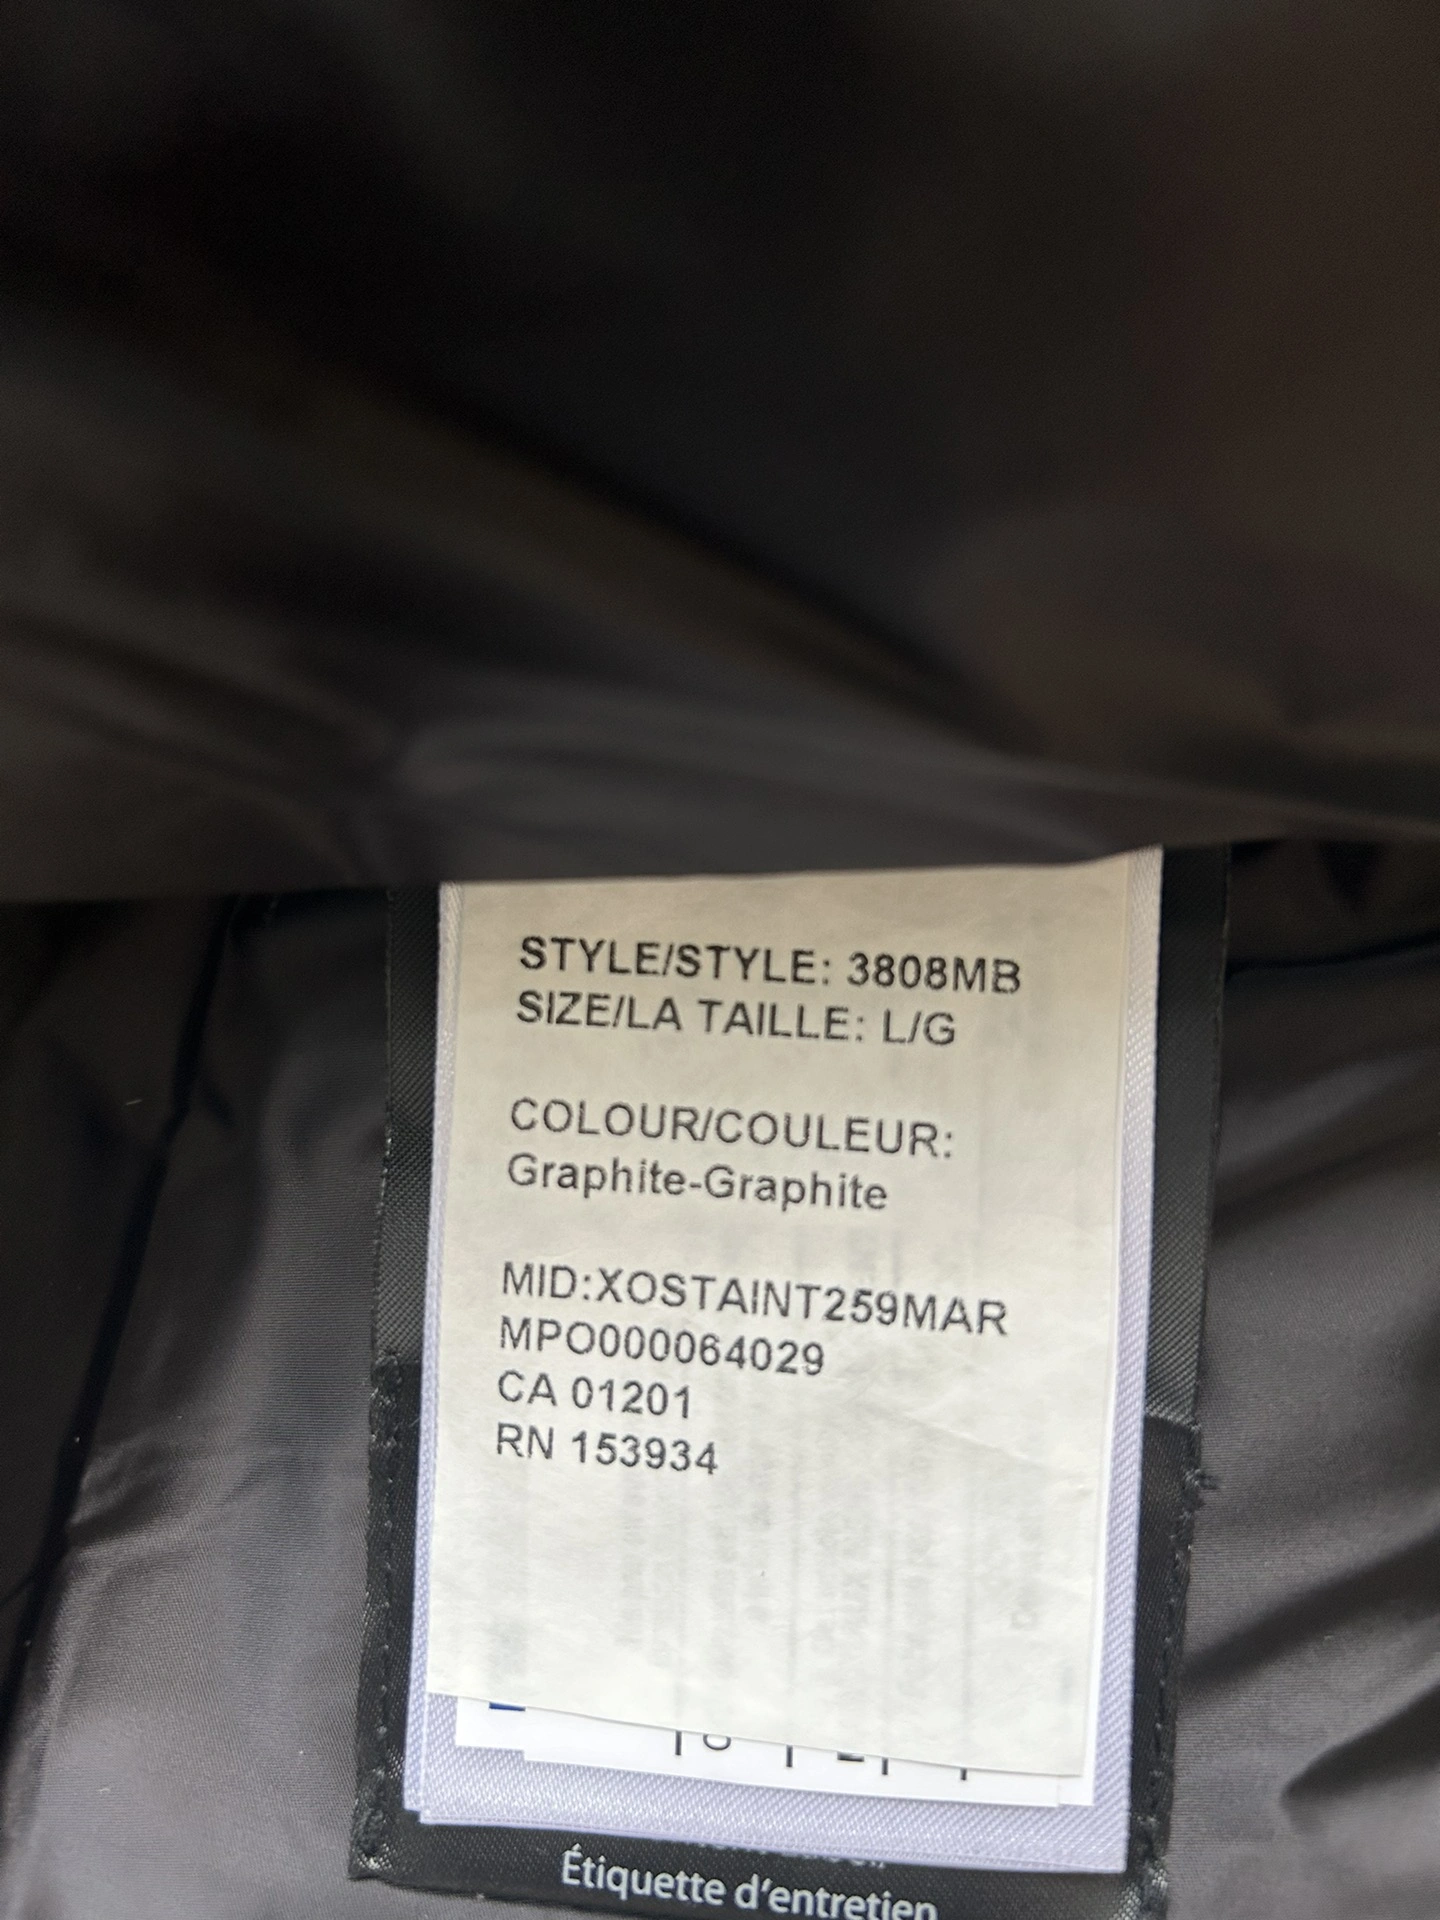 STYLE/STYLE: 3808MB
SIZE/LA TAILLE: L/G
COLOUR/COULEUR:
Graphite-Graphite
MID:XOSTAINT259MAR
MPO000064029
CA 01201
RN 153934
Étiquette d'entretien